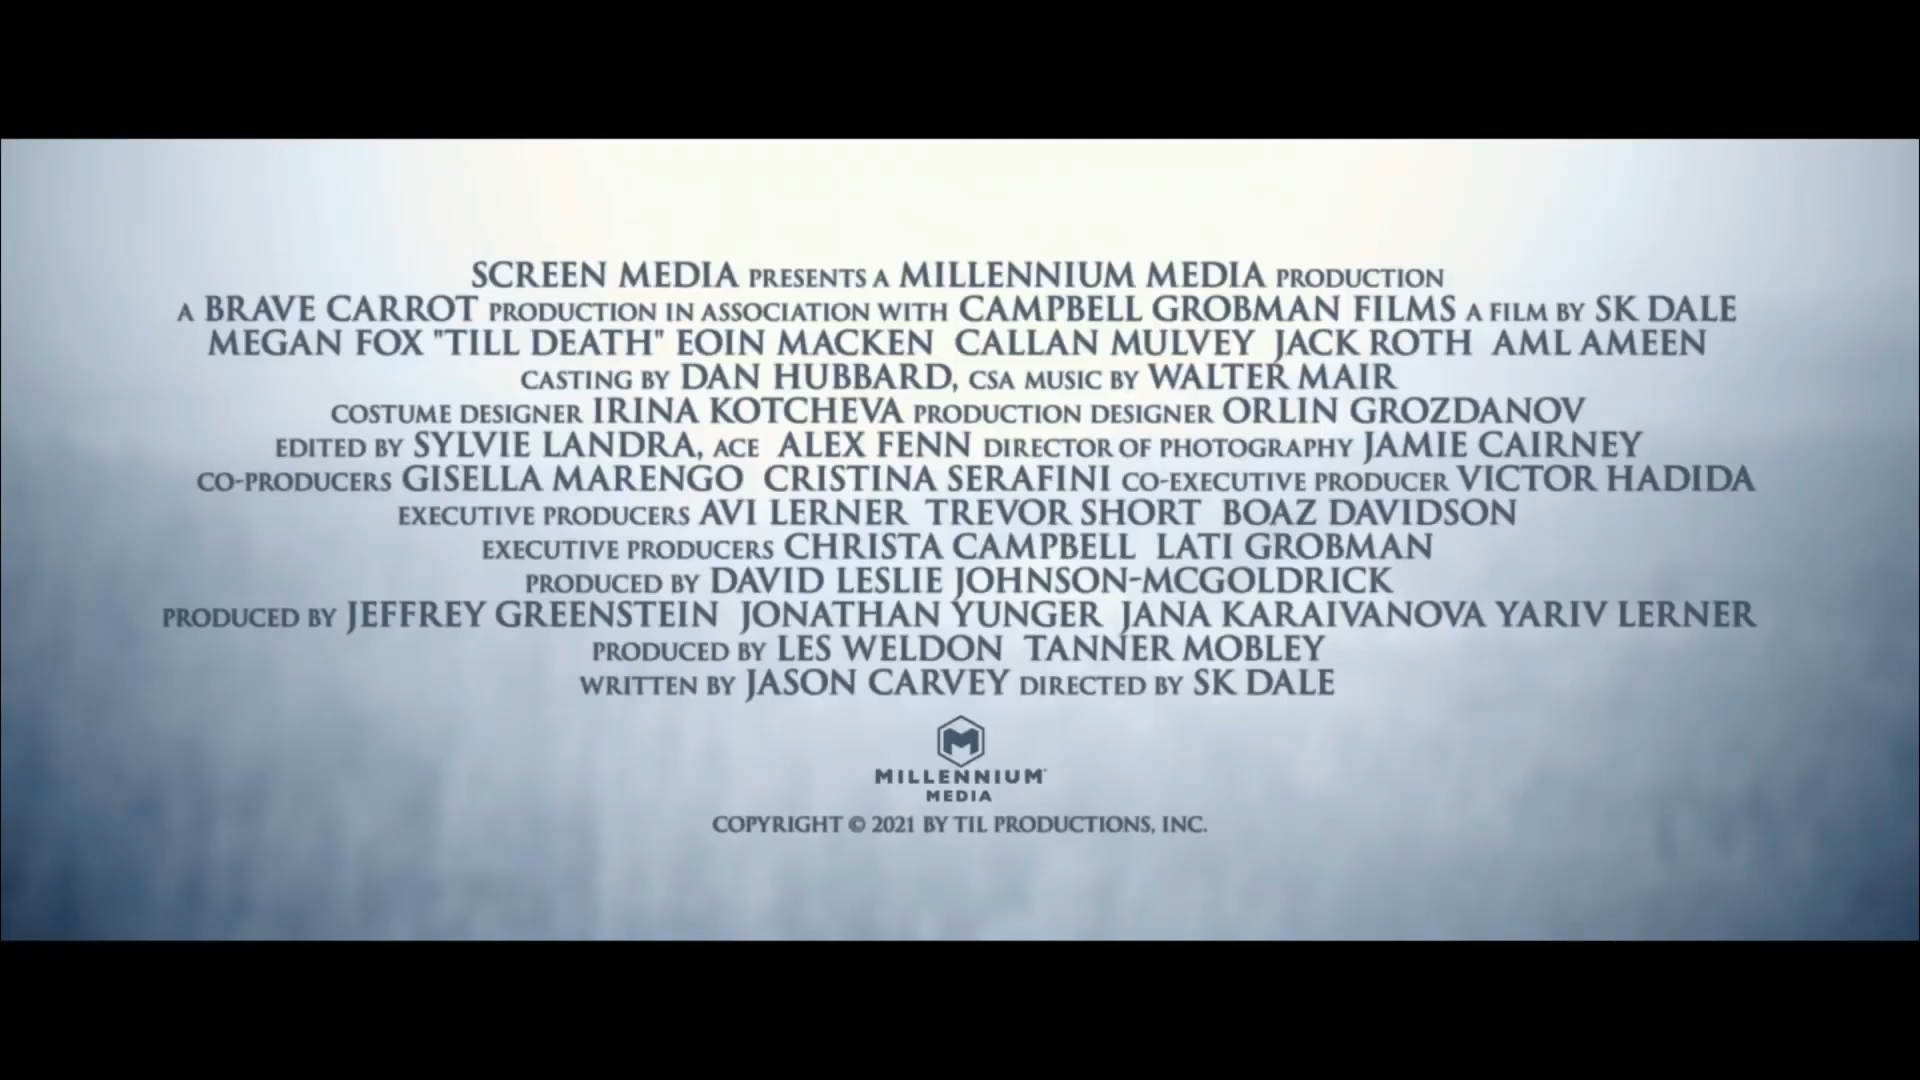 SCREEN MEDIA PRESENTS A MILLENNIUM MEDIA PRODUCTION
A BRAVE CARROT PRODUCTION IN ASSOCIATION WITH CAMPBELL GROBMAN FILMS A FILM BY SK DALE
MEGAN FOX "TILL DEATH" EOIN MACKEN CALLAN MULVEY JACK ROTH AML AMEEN
CASTING BY DAN HUBBARD, CSA MUSIC BY WALTER MAIR
COSTUME DESIGNER IRINA KOTCHEVA PRODUCTION DESIGNER ORLIN GROZDANOV
EDITED BY SYLVIE LANDRA, ACE ALEX FENN DIRECTOR OF PHOTOGRAPHY JAMIE CAIRNEY
CO-PRODUCERS GISELLA MARENGO CRISTINA SERAFINI CO-EXECUTIVE PRODUCER VICTOR HADIDA
EXECUTIVE PRODUCERS AVI LERNER TREVOR SHORT BOAZ DAVIDSON
EXECUTIVE PRODUCERS CHRISTA CAMPBELL LATI GROBMAN
PRODUCED BY DAVID LESLIE JOHNSON-MCGOLDRICK
PRODUCED BY JEFFREY GREENSTEIN JONATHAN YUNGER JANA KARAIVANOVA YARIV LERNER
PRODUCED BY LES WELDON TANNER MOBLEY
WRITTEN BY JASON CARVEY DIRECTED BY SK DALE
M
MILLENNIUM
MEDIA
COPYRIGHT © 2021 BY TIL PRODUCTIONS, INC.